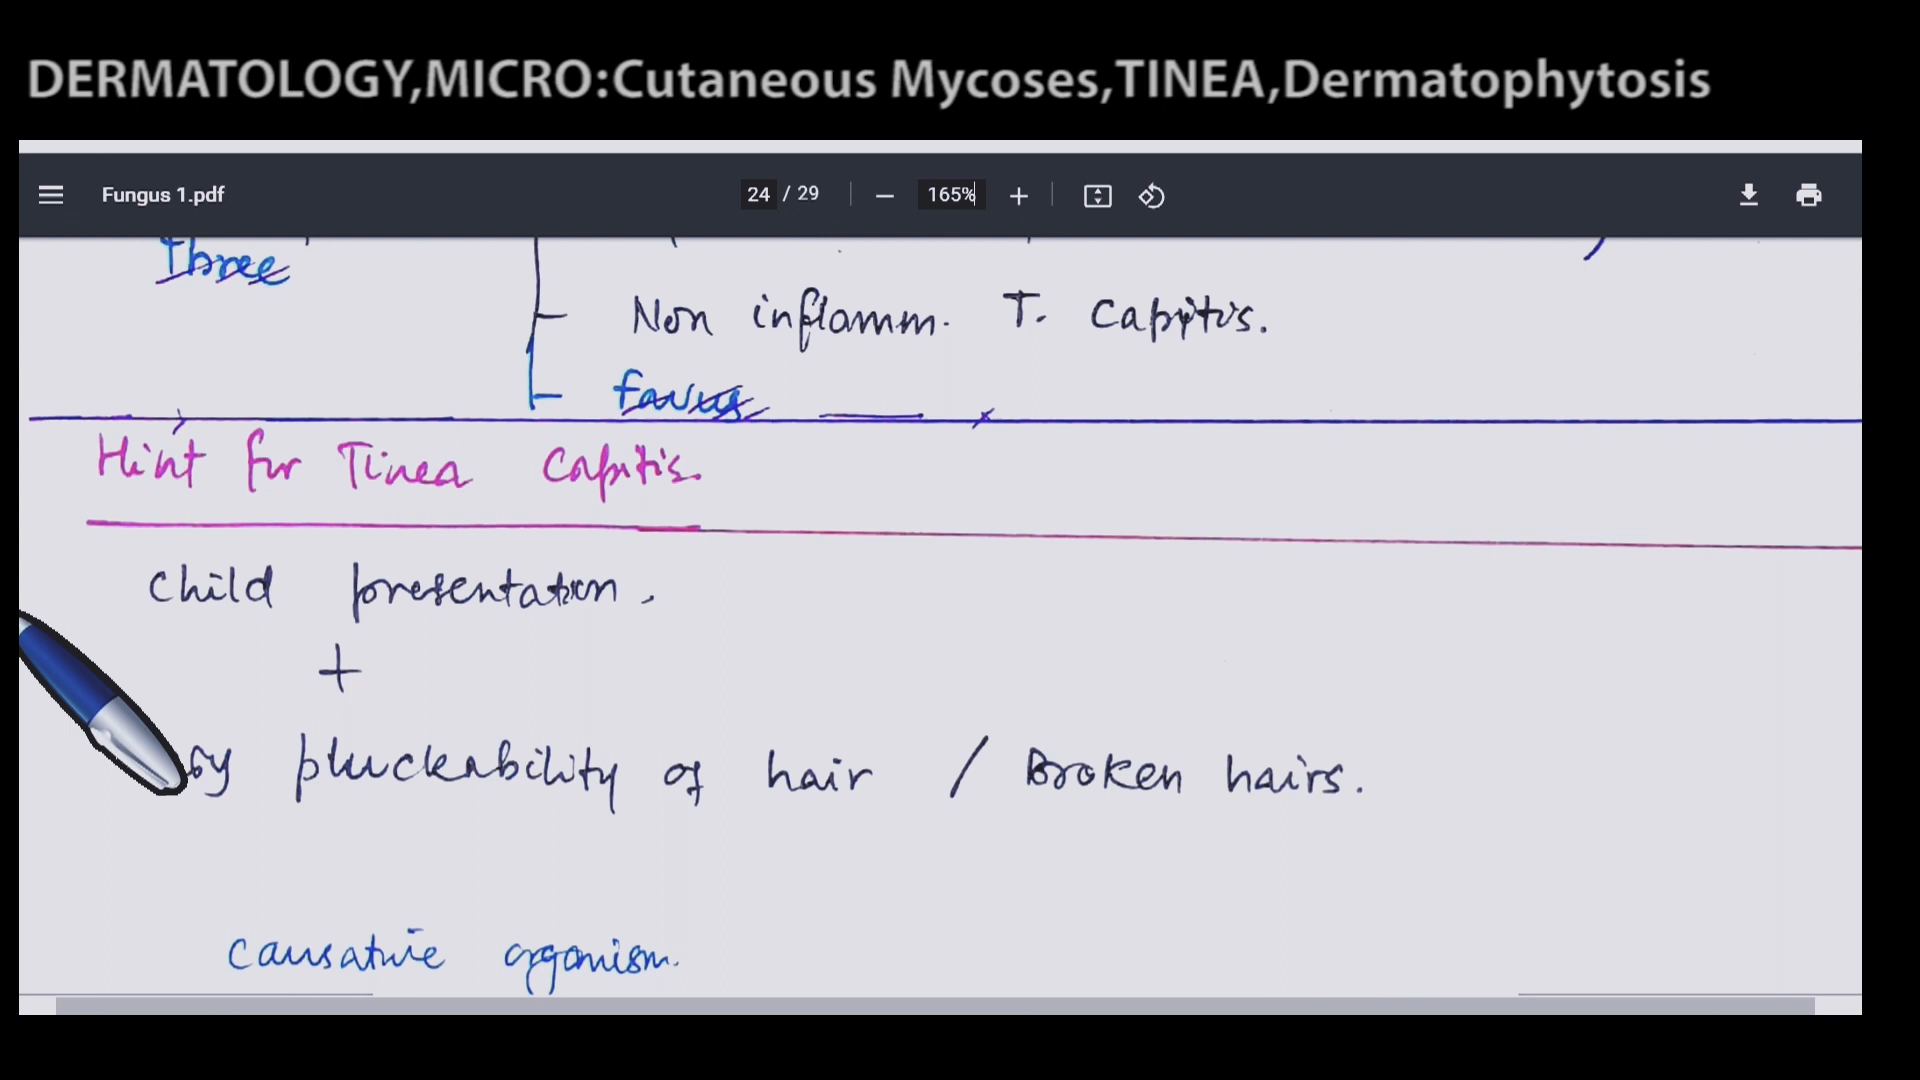 DERMATOLOGY,MICRO:Cutaneous Mycoses,TINEA,Dermatophytosis
Fungus 1.pdf
24 / 29
165%
Three
Non inflamm. T. Capitis.
favus
Hint for Tinea Capitis.
Child presentation.
+
pluckability of hair / Broken hairs.
causative organism.